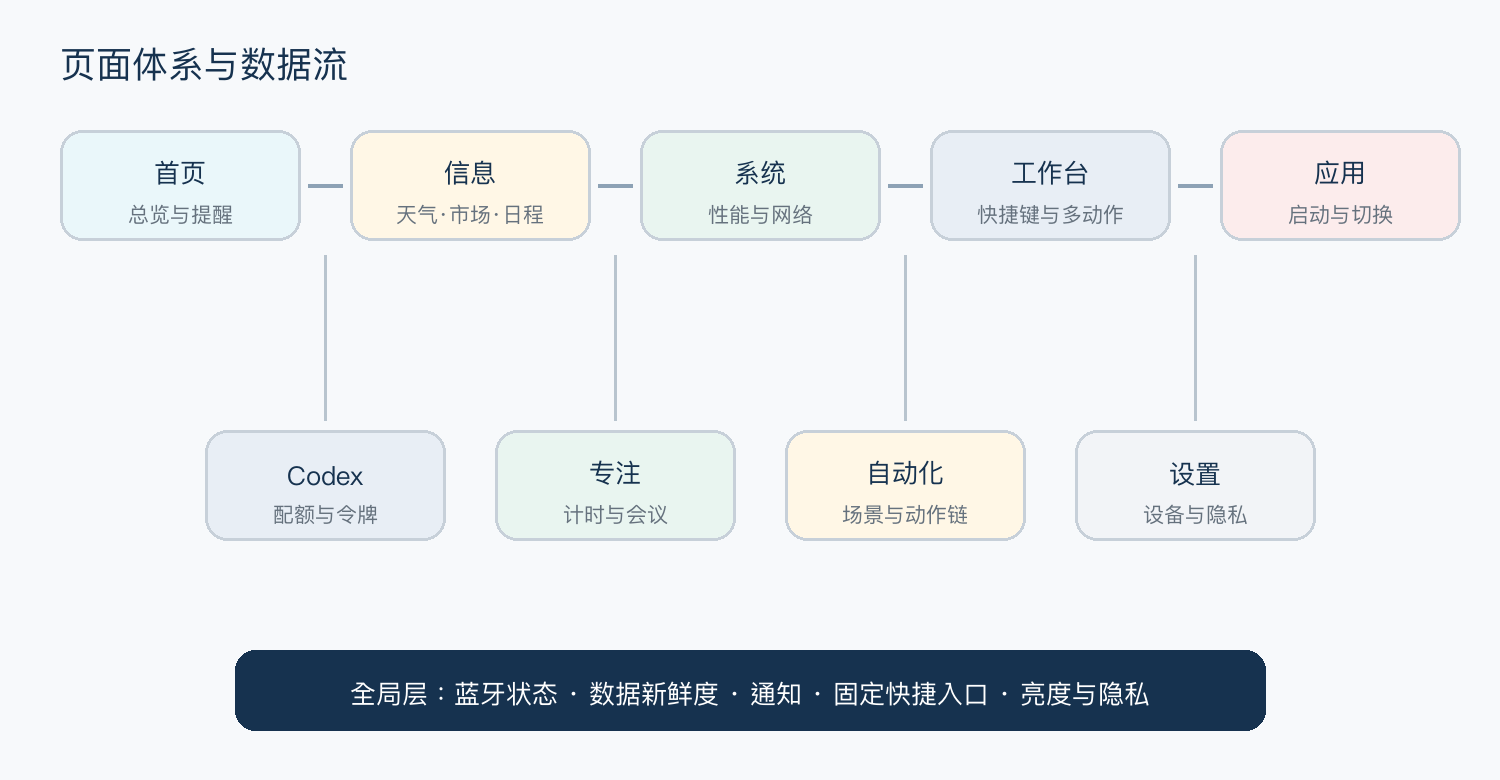 页面体系与数据流
首页
总览与提醒
信息
天气·市场·日程
系统
性能与网络
工作台
快捷键与多动作
应用
启动与切换
Codex
配额与令牌
专注
计时与会议
自动化
场景与动作链
设置
设备与隐私
全局层：蓝牙状态 · 数据新鲜度 · 通知 · 固定快捷入口 · 亮度与隐私